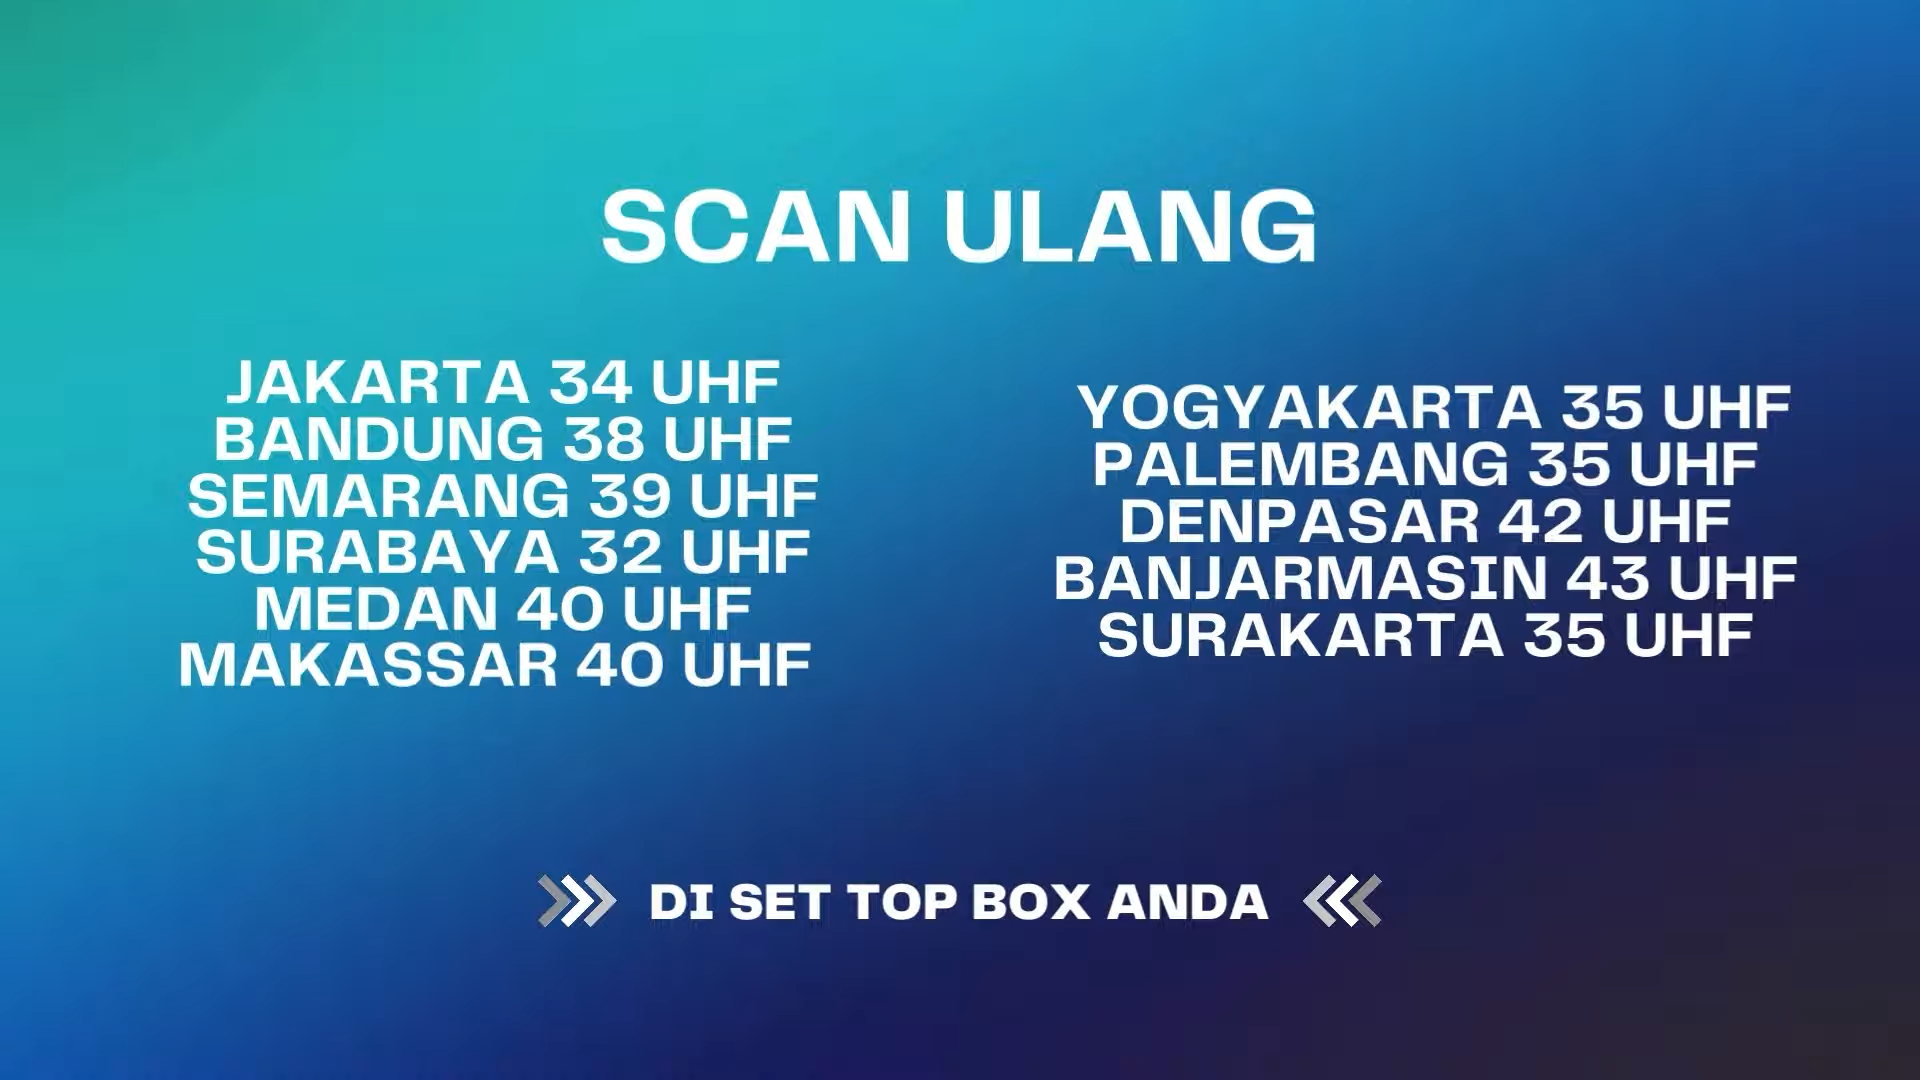 SCAN ULANG
JAKARTA 34 UHF
BANDUNG 38 UHF
SEMARANG 39 UHF
SURABAYA 32 UHF
MEDAN 40 UHF
MAKASSAR 40 UHF
YOGYAKARTA 35 UHF
PALEMBANG 35 UHF
DENPASAR 42 UHF
BANJARMASIN 43 UHF
SURAKARTA 35 UHF
DI SET TOP BOX ANDA